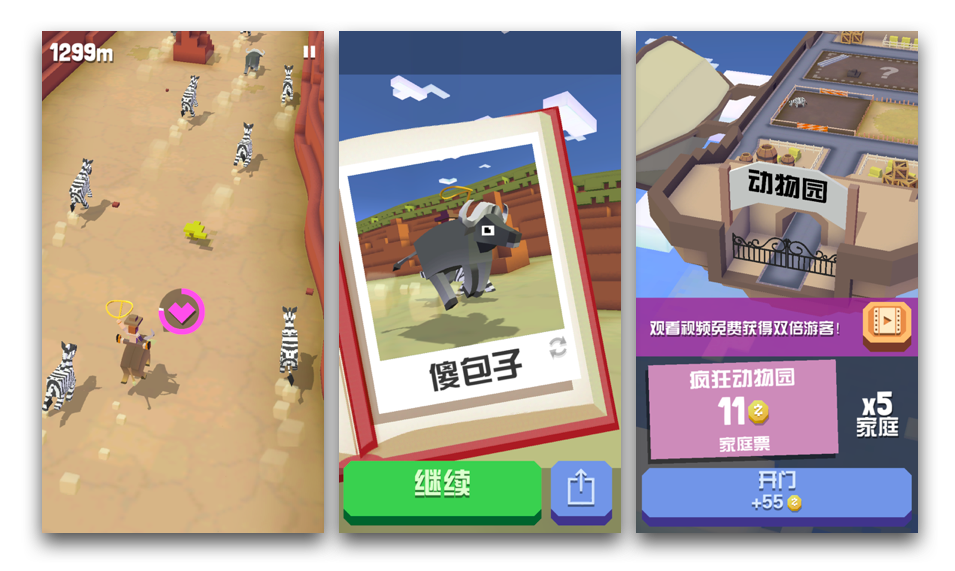 1299m
傻包子
继续
动物园
观看视频免费获得双倍游客!
疯狂动物园
11
家庭票
x5
家庭
开门
+55